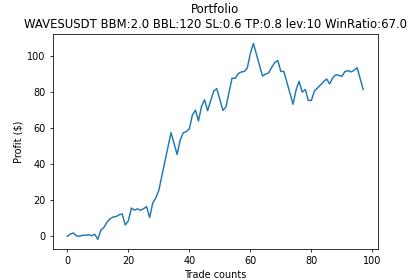 Portfolio
WAVESUSDT BBM:2.0 BBL:120 SL:0.6 TP:0.8 lev:10 WinRatio:67.0
100
80
60
40
20
0
Profit ($)
0 20 40 60 80 100
Trade counts